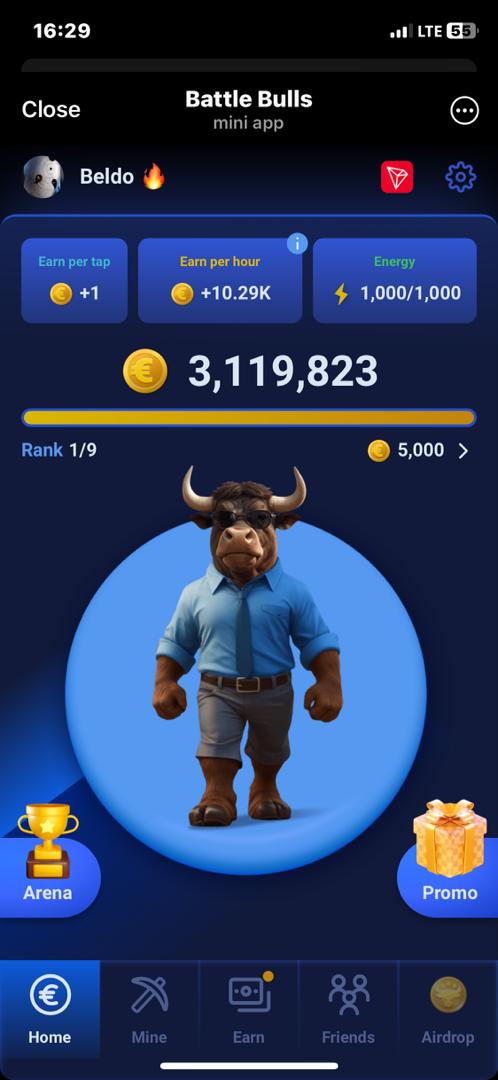 16:29
LTE 55
Close
Battle Bulls
mini app
Beldo 🔥
Earn per tap
+1
Earn per hour
+10.29K
Energy
1,000/1,000
3,119,823
Rank 1/9
5,000
Arena
Promo
Home
Mine
Earn
Friends
Airdrop